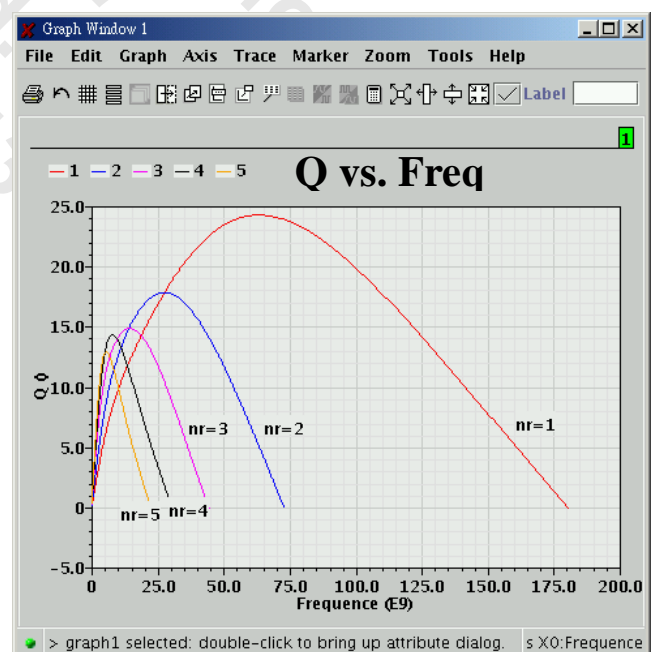 Graph Window 1
File Edit Graph Axis Trace Marker Zoom Tools Help
Label
1
1 2 3 4 5
Q vs. Freq
25.0
20.0
15.0
10.0
5.0
0
-5.0
Q ()
nr=1
nr=2
nr=3
nr=4
nr=5
0 25.0 50.0 75.0 100.0 125.0 150.0 175.0 200.0
Frequence (E9)
> graph1 selected: double-click to bring up attribute dialog. s X0:Frequence